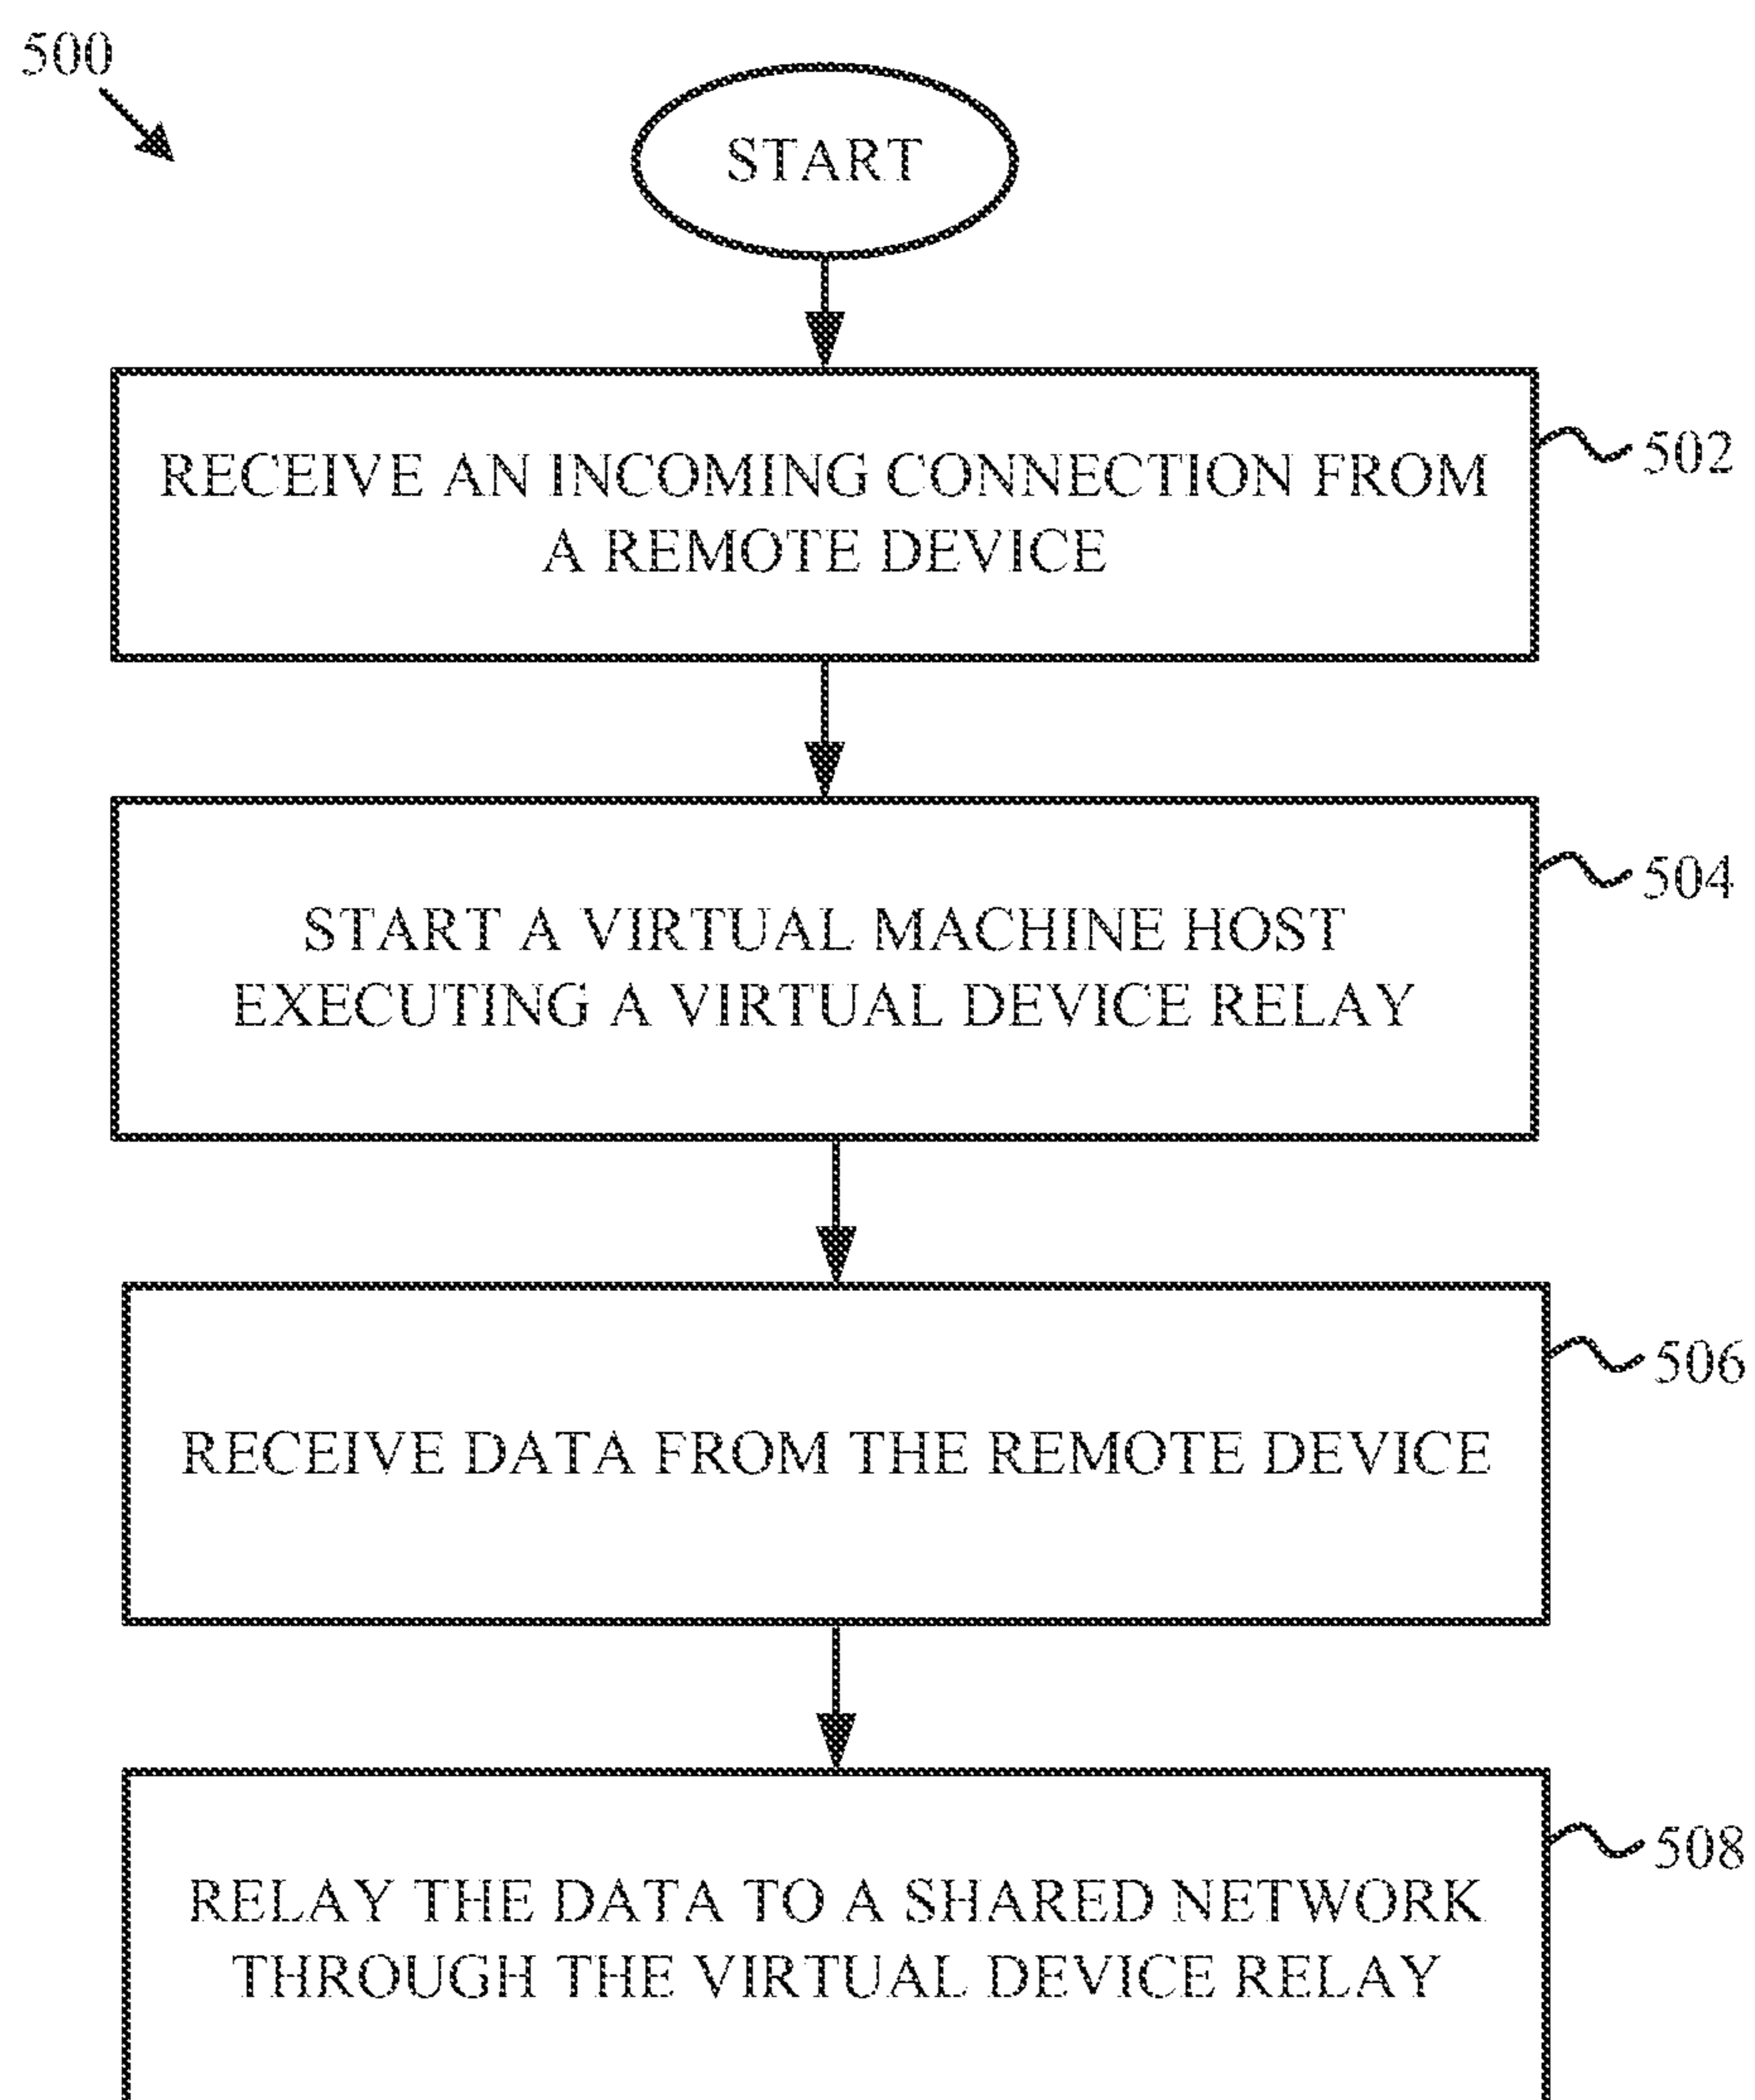 500
START
RECEIVE AN INCOMING CONNECTION FROM
A REMOTE DEVICE
502
START A VIRTUAL MACHINE HOST
EXECUTING A VIRTUAL DEVICE RELAY
504
RECEIVE DATA FROM THE REMOTE DEVICE
506
RELAY THE DATA TO A SHARED NETWORK
THROUGH THE VIRTUAL DEVICE RELAY
508